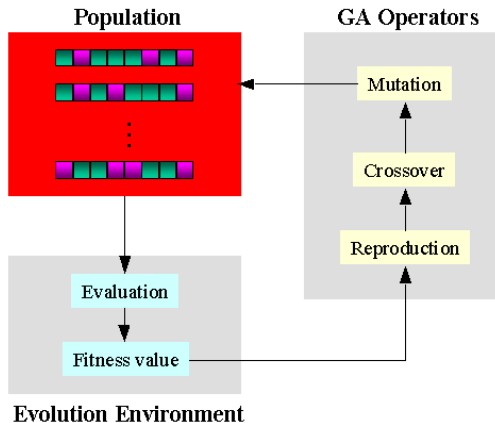 Population
GA Operators
Mutation
Crossover
Reproduction
Evaluation
Fitness value
Evolution Environment